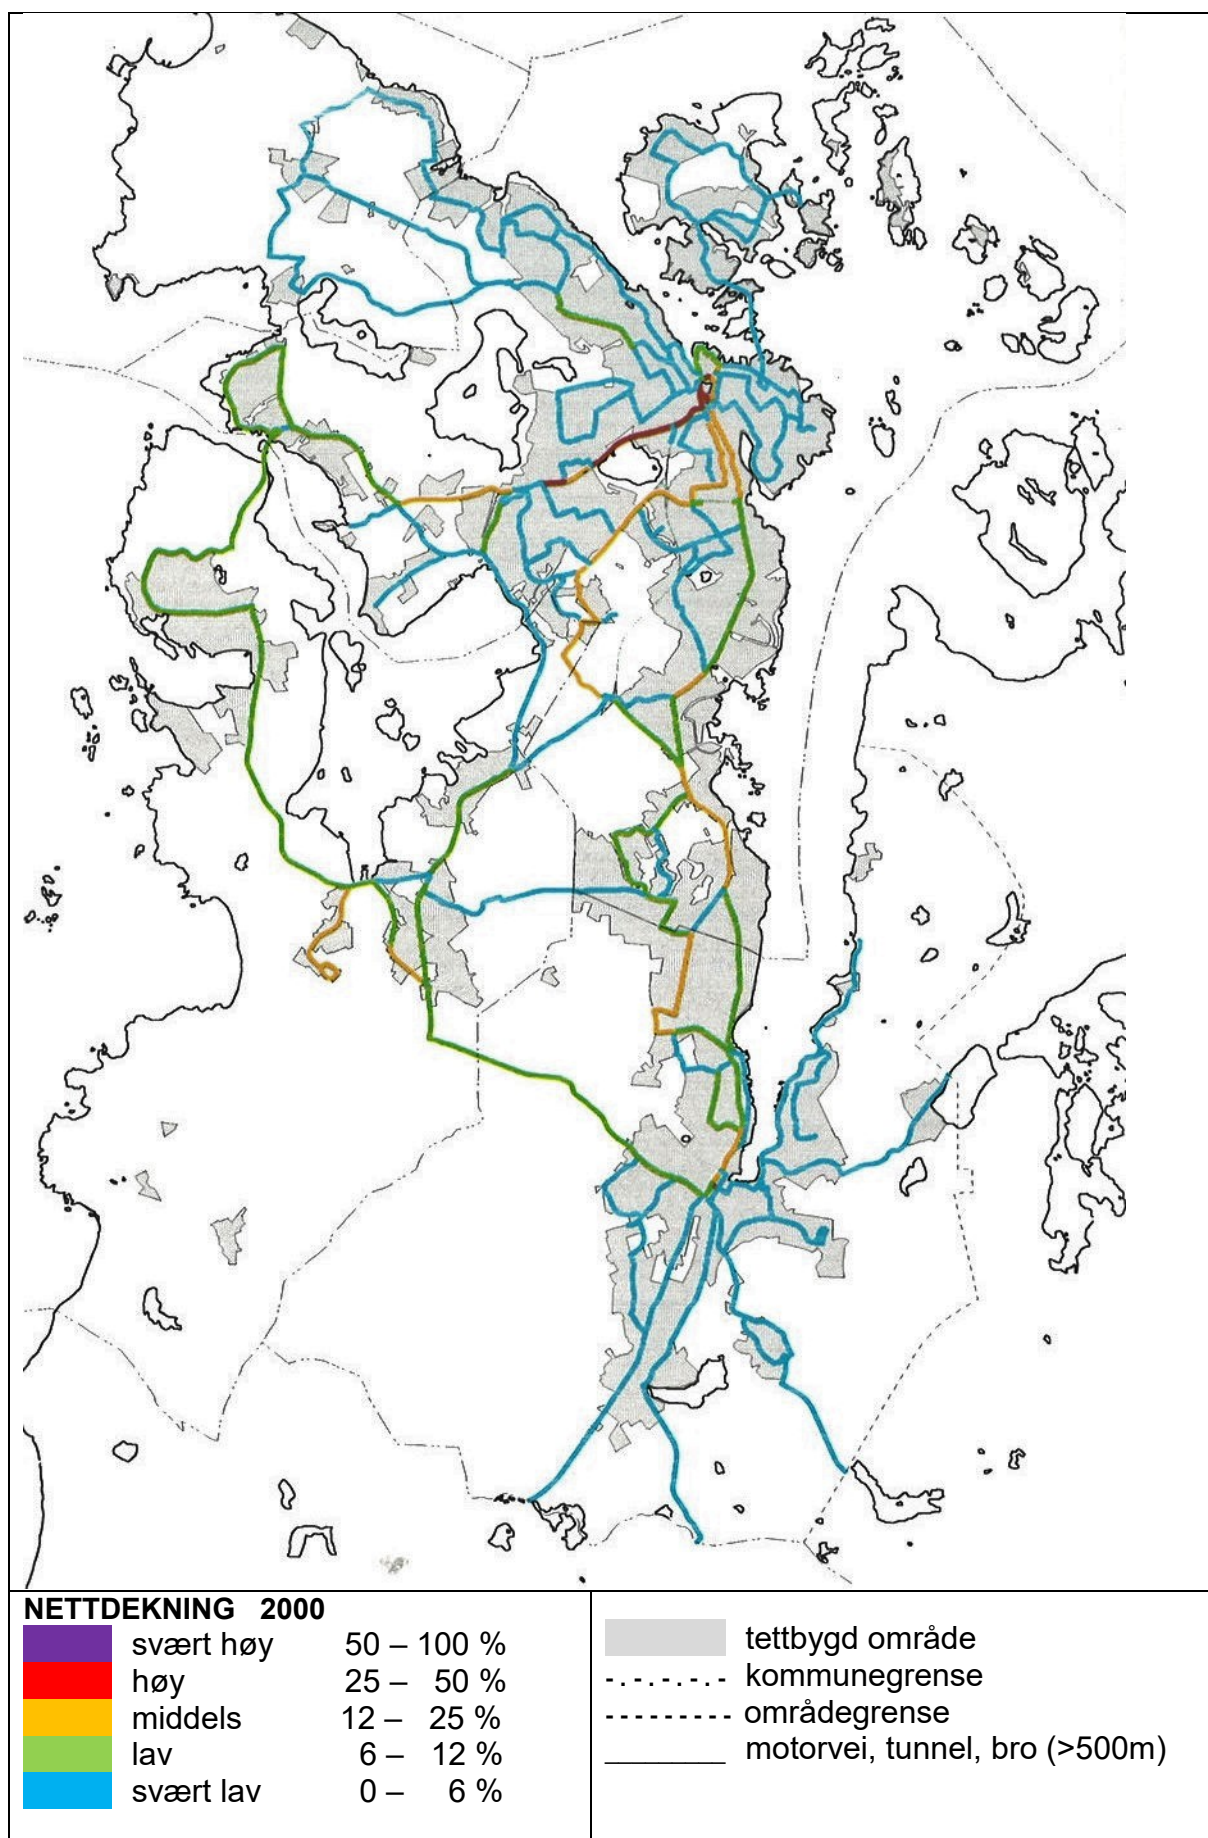 NETTDEKNING 2000
svært høy 50 – 100 %
høy 25 – 50 %
middels 12 – 25 %
lav 6 – 12 %
svært lav 0 – 6 %
tettbygd område
kommunegrense
områdegrense
motorvei, tunnel, bro (>500m)